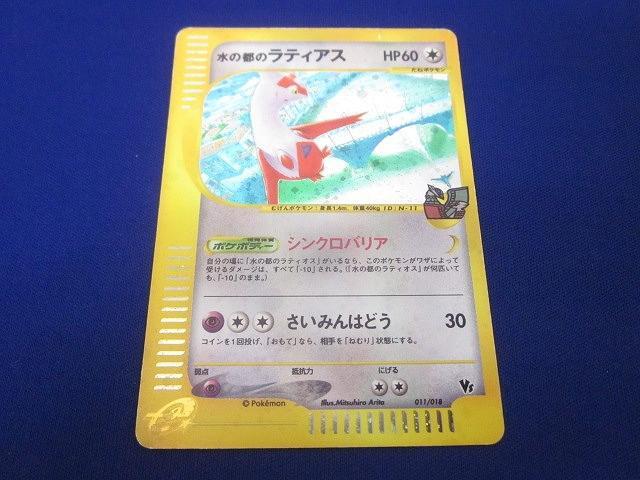 水の都のラティアス HP60
たねポケモン
むげんポケモン:身長1.4m、体重40kg ID/N-11
特殊体質
ポケボディー シンクロバリア
自分の場に「水の都のラティオス」がいるなら、このポケモンがワザによって
受けるダメージは、すべて「-10」される。(「水の都のラティオス」が何匹いて
も、「-10」のまま。)
さいみんはどう 30
コインを1回投げ、「おもて」なら、相手を「ねむり」状態にする。
弱点 抵抗力 にげる
© Pokémon Illus.Mitsuhiro Arita 011/018 VS
e